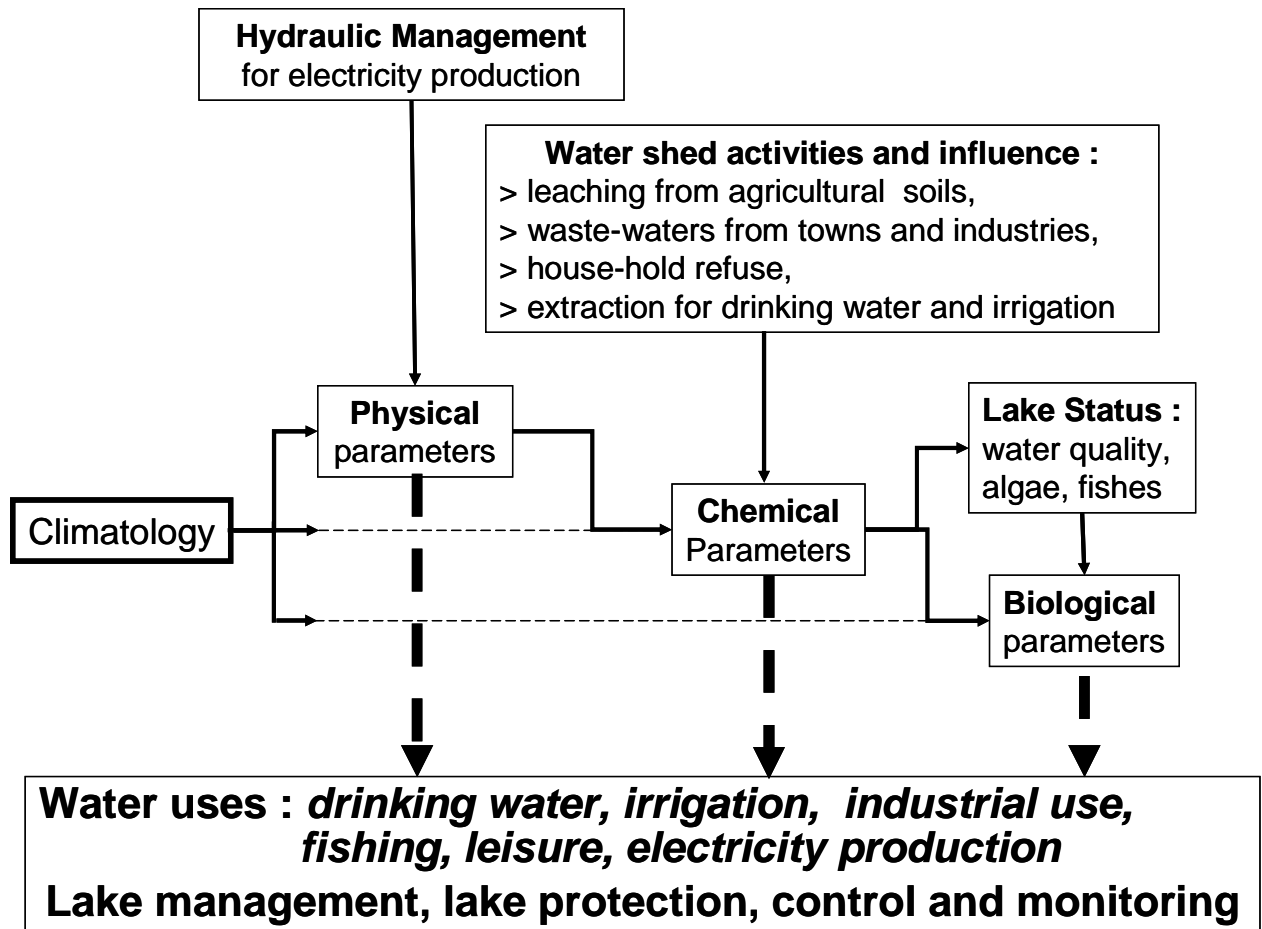 Hydraulic Management
for electricity production
Water shed activities and influence :
> leaching from agricultural soils,
> waste-waters from towns and industries,
> house-hold refuse,
> extraction for drinking water and irrigation
Physical
parameters
Lake Status :
water quality,
algae, fishes
Climatology
Chemical
Parameters
Biological
parameters
Water uses : drinking water, irrigation, industrial use,
fishing, leisure, electricity production
Lake management, lake protection, control and monitoring